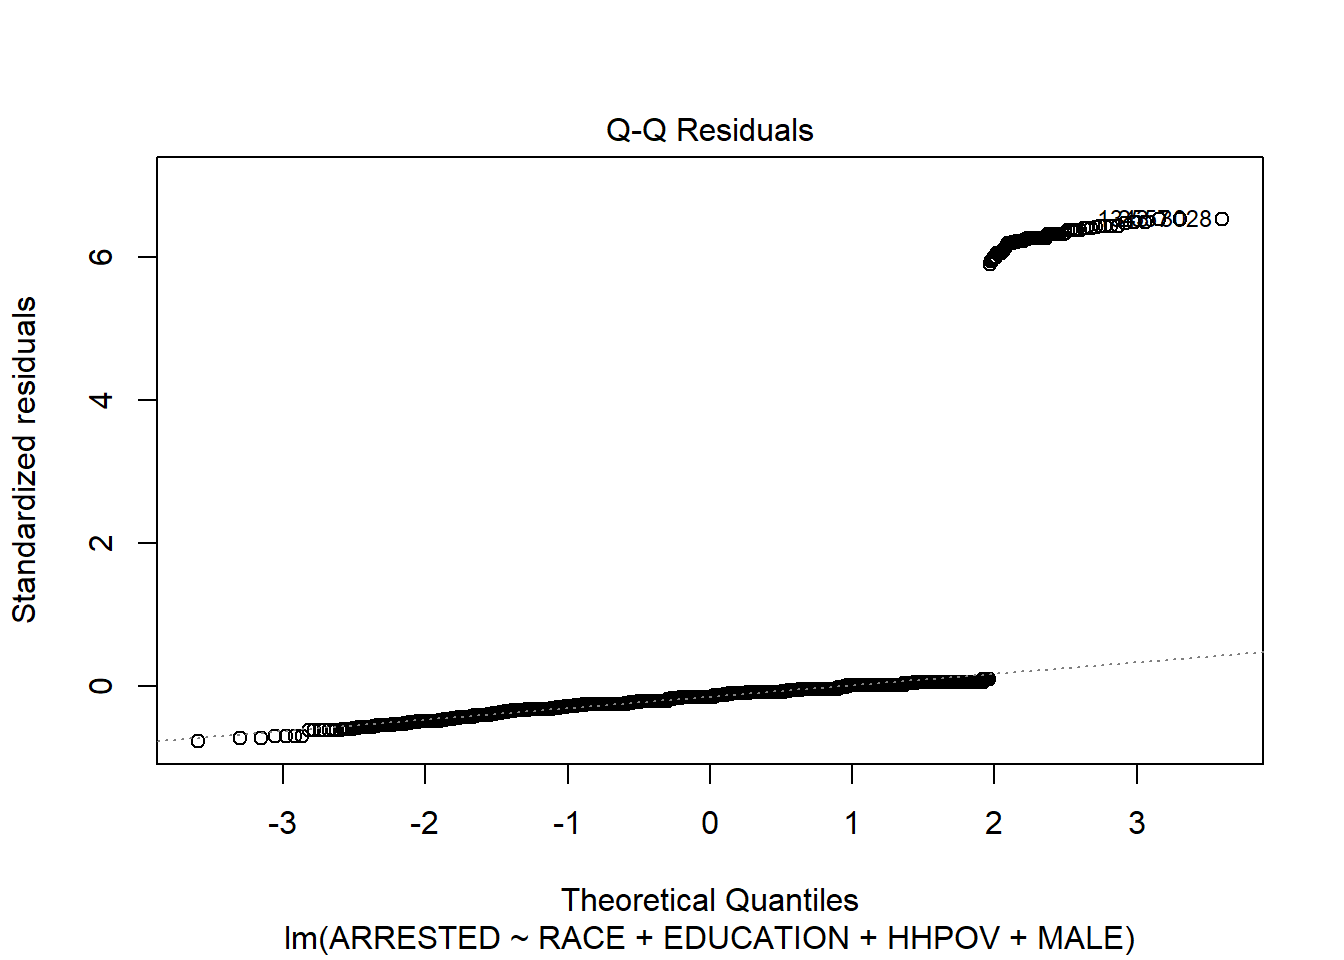 Q-Q Residuals
Standardized residuals
6
4
2
0
-3 -2 -1 0 1 2 3
Theoretical Quantiles
lm(ARRESTED ~ RACE + EDUCATION + HHPOV + MALE)